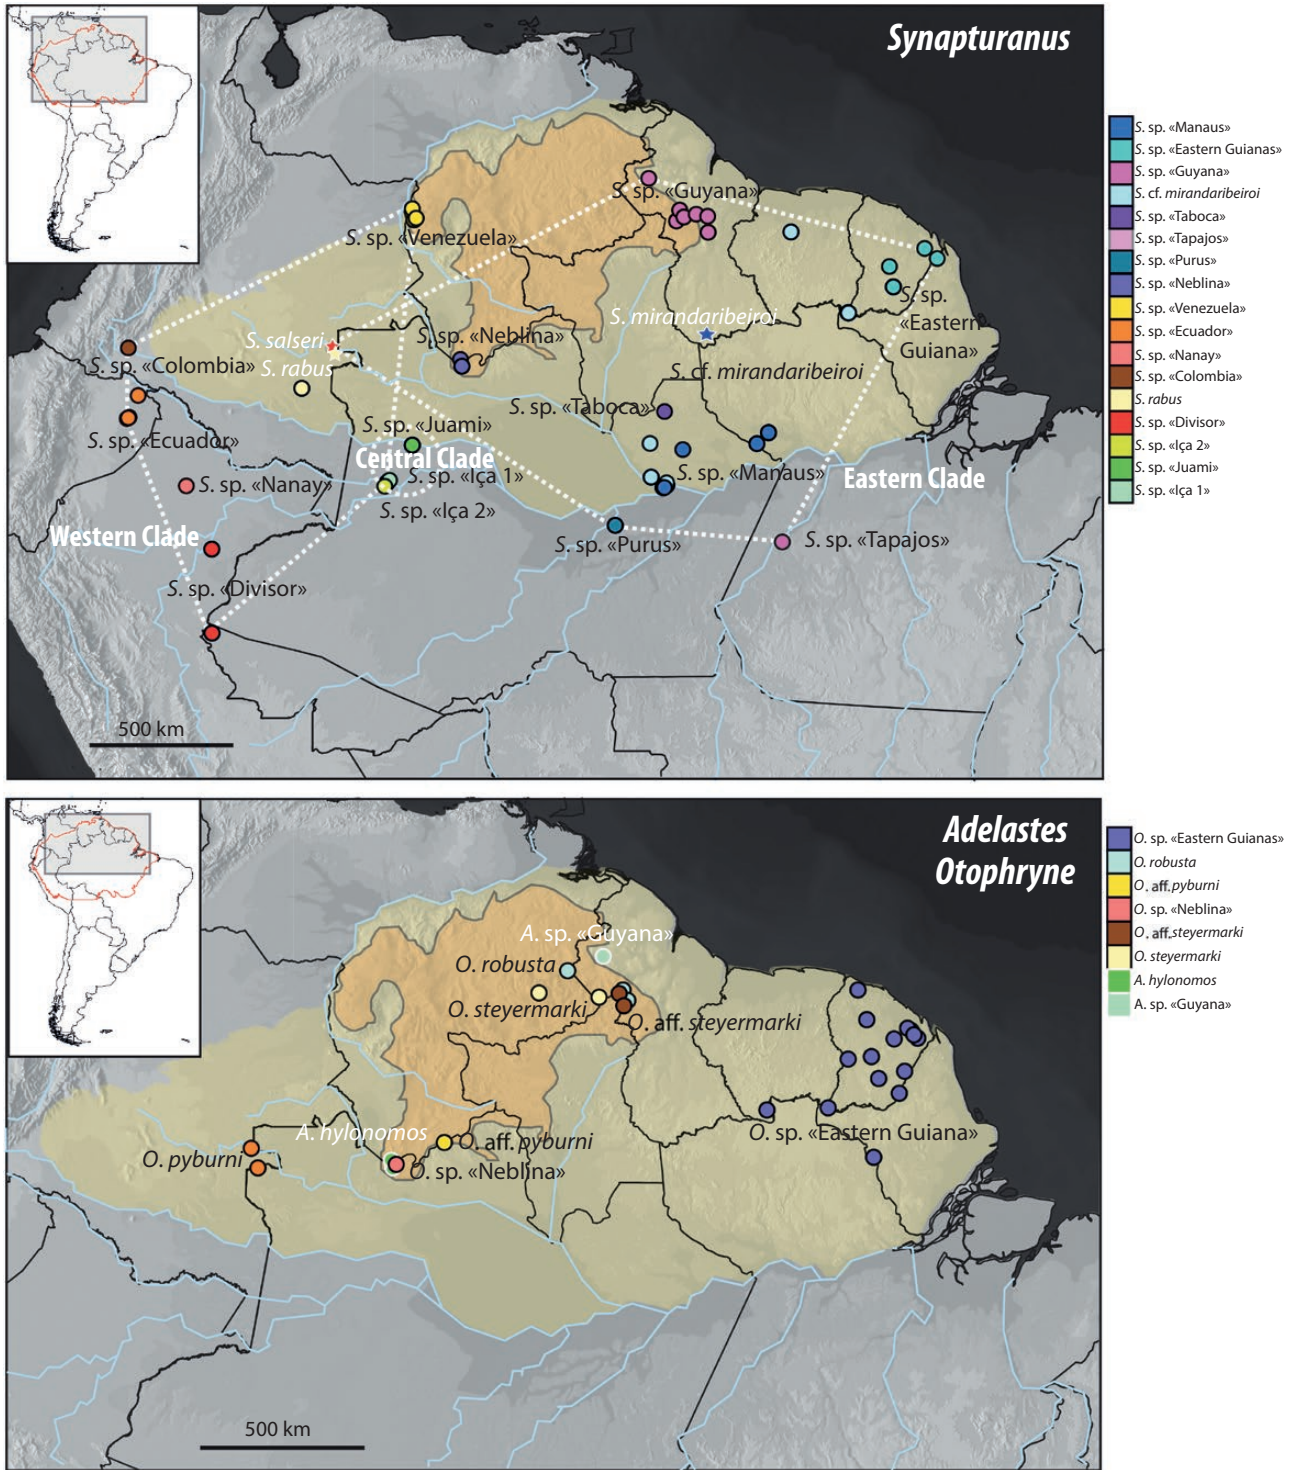 Synapturanus
S. sp. «Manaus»
S. sp. «Eastern Guianas»
S. sp. «Guyana»
S. cf. mirandaribeiroi
S. sp. «Taboca»
S. sp. «Tapajos»
S. sp. «Purus»
S. sp. «Neblina»
S. sp. «Venezuela»
S. sp. «Ecuador»
S. sp. «Nanay»
S. sp. «Colombia»
S. rabus
S. sp. «Divisor»
S. sp. «Iça 2»
S. sp. «Juami»
S. sp. «Iça 1»
S. sp. «Guyana»
S. sp. «Venezuela»
S. sp.
«Eastern
Guiana»
S. mirandaribeiroi
S. sp. «Neblina»
S. salseri
S. rabus
S. sp. «Colombia»
S. cf. mirandaribeiroi
S. sp. «Taboca»
S. sp. «Juami»
S. sp. «Ecuador»
Central Clade
S. sp. «Iça 1»
S. sp. «Manaus»
Eastern Clade
S. sp. «Nanay»
S. sp. «Iça 2»
Western Clade
S. sp. «Purus»
S. sp. «Tapajos»
S. sp. «Divisor»
500 km
Adelastes
Otophryne
O. sp. «Eastern Guianas»
O. robusta
O. aff. pyburni
O. sp. «Neblina»
O. aff. steyermarki
O. steyermarki
A. hylonomos
A. sp. «Guyana»
A. sp. «Guyana»
O. robusta
O. steyermarki
O. aff. steyermarki
A. hylonomos
O. aff. pyburni
O. sp. «Eastern Guiana»
O. pyburni
O. sp. «Neblina»
500 km